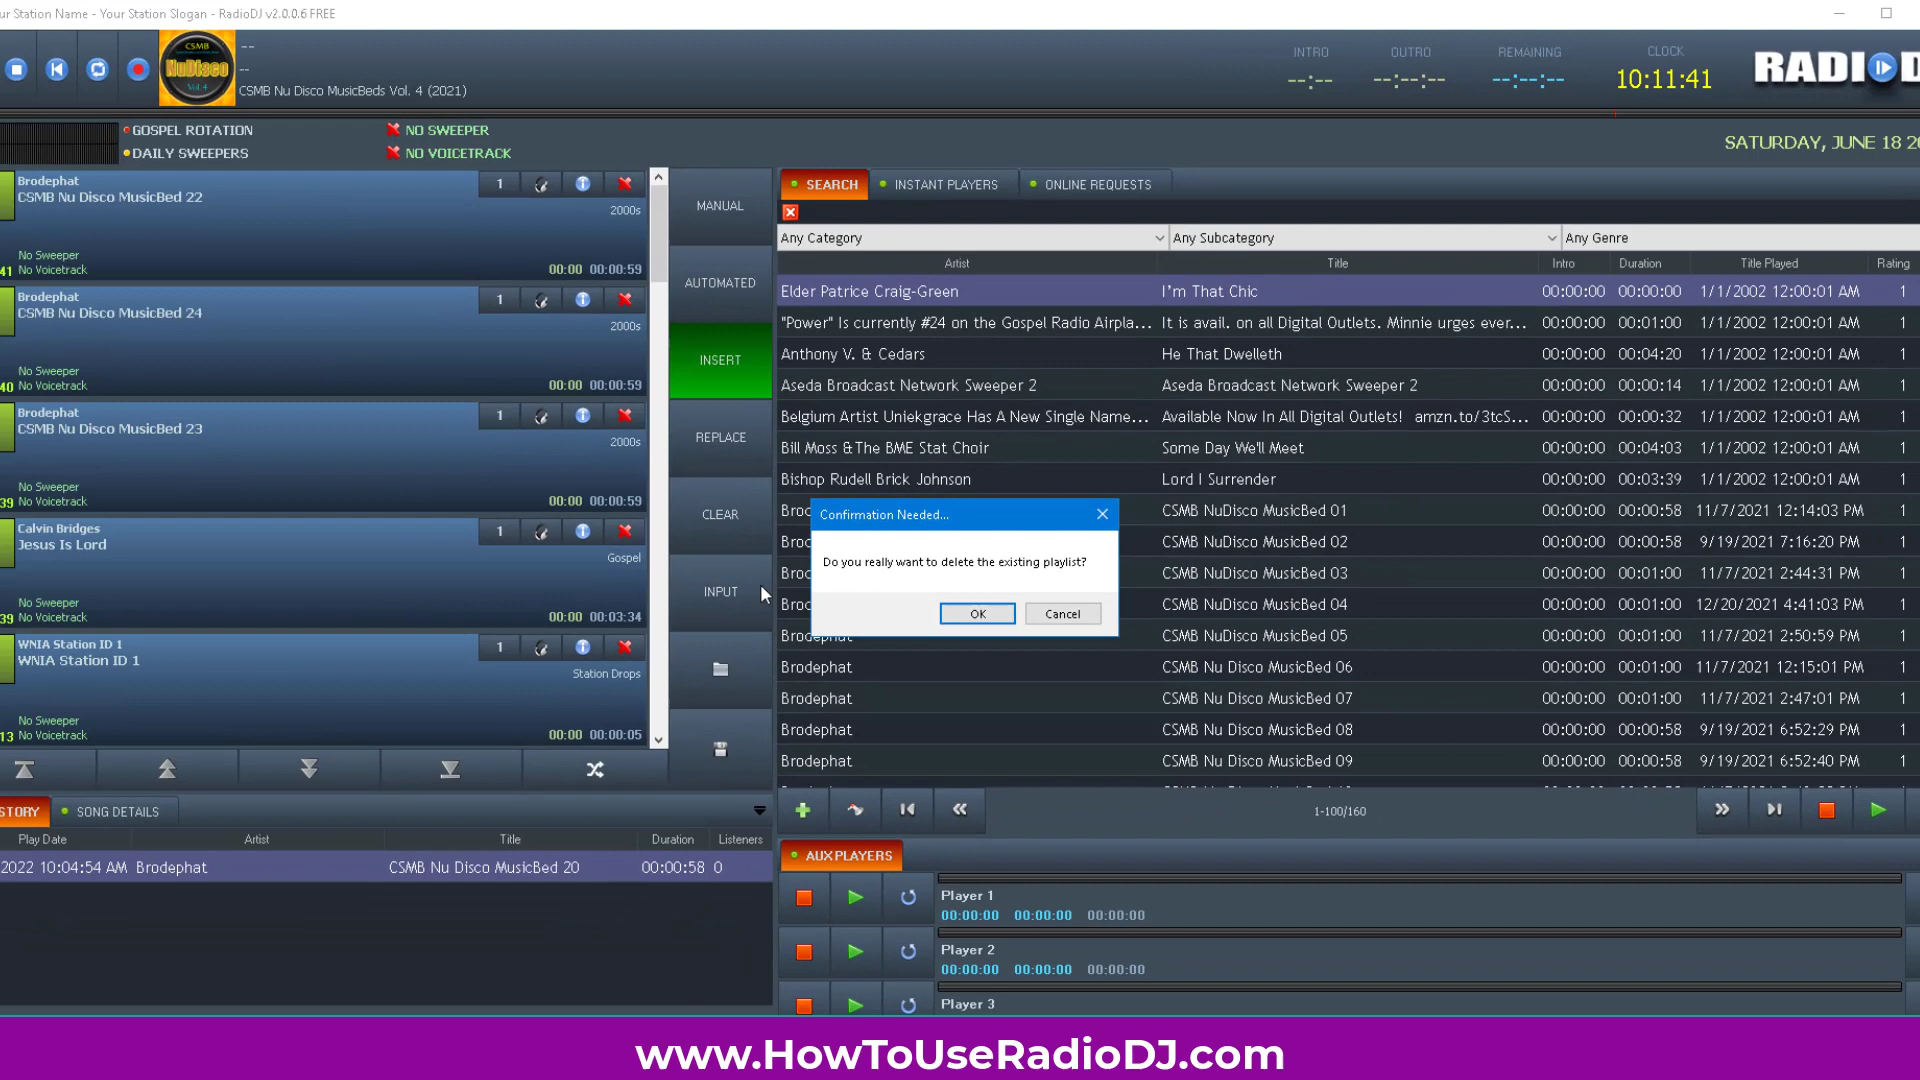 ur Station Name - Your Station Slogan - RadioDJ v2.0.0.6 FREE
CSMB
NuDisco
Vol. 4
--
--
CSMB Nu Disco MusicBeds Vol. 4 (2021)
INTRO OUTRO REMAINING CLOCK
--:-- --:--:-- --:--:-- 10:11:41
RADIOD
GOSPEL ROTATION NO SWEEPER
DAILY SWEEPERS NO VOICETRACK
SATURDAY, JUNE 18 20
Brodephat 1
CSMB Nu Disco MusicBed 22
2000s
No Sweeper
41 No Voicetrack 00:00 00:00:59
Brodephat 1
CSMB Nu Disco MusicBed 24
2000s
No Sweeper
40 No Voicetrack 00:00 00:00:59
Brodephat 1
CSMB Nu Disco MusicBed 23
2000s
No Sweeper
39 No Voicetrack 00:00 00:00:59
Calvin Bridges 1
Jesus Is Lord
Gospel
No Sweeper
39 No Voicetrack 00:00 00:03:34
WNIA Station ID 1 1
WNIA Station ID 1
Station Drops
No Sweeper
13 No Voicetrack 00:00 00:00:05
MANUAL
AUTOMATED
INSERT
REPLACE
CLEAR
INPUT
SEARCH INSTANT PLAYERS ONLINE REQUESTS
Any Category Any Subcategory Any Genre
Artist Title Intro Duration Title Played Rating
Elder Patrice Craig-Green I'm That Chic 00:00:00 00:00:00 1/1/2002 12:00:01 AM 1
"Power" Is currently #24 on the Gospel Radio Airpla... It is avail. on all Digital Outlets. Minnie urges ever... 00:00:00 00:01:00 1/1/2002 12:00:01 AM 1
Anthony V. & Cedars He That Dwelleth 00:00:00 00:04:20 1/1/2002 12:00:01 AM 1
Aseda Broadcast Network Sweeper 2 Aseda Broadcast Network Sweeper 2 00:00:00 00:00:14 1/1/2002 12:00:01 AM 1
Belgium Artist Uniekgrace Has A New Single Name... Available Now In All Digital Outlets! amzn.to/3tcS... 00:00:00 00:00:32 1/1/2002 12:00:01 AM 1
Bill Moss & The BME Stat Choir Some Day We'll Meet 00:00:00 00:04:03 1/1/2002 12:00:01 AM 1
Bishop Rudell Brick Johnson Lord I Surrender 00:00:00 00:03:39 1/1/2002 12:00:01 AM 1
Broc CSMB NuDisco MusicBed 01 00:00:00 00:00:58 11/7/2021 12:14:03 PM 1
Broc CSMB NuDisco MusicBed 02 00:00:00 00:00:58 9/19/2021 7:16:20 PM 1
Broc CSMB NuDisco MusicBed 03 00:00:00 00:01:00 11/7/2021 2:44:31 PM 1
Broc CSMB NuDisco MusicBed 04 00:00:00 00:01:00 12/20/2021 4:41:03 PM 1
Brodephat CSMB NuDisco MusicBed 05 00:00:00 00:01:00 11/7/2021 2:50:59 PM 1
Brodephat CSMB Nu Disco MusicBed 06 00:00:00 00:01:00 11/7/2021 12:15:01 PM 1
Brodephat CSMB Nu Disco MusicBed 07 00:00:00 00:01:00 11/7/2021 2:47:01 PM 1
Brodephat CSMB Nu Disco MusicBed 08 00:00:00 00:00:58 9/19/2021 6:52:29 PM 1
Brodephat CSMB Nu Disco MusicBed 09 00:00:00 00:00:58 9/19/2021 6:52:40 PM 1
Confirmation Needed...
Do you really want to delete the existing playlist?
OK Cancel
1-100/160
STORY SONG DETAILS
Play Date Artist Title Duration Listeners
2022 10:04:54 AM Brodephat CSMB Nu Disco MusicBed 20 00:00:58 0
AUX PLAYERS
Player 1
00:00:00 00:00:00 00:00:00
Player 2
00:00:00 00:00:00 00:00:00
Player 3
www.HowToUseRadioDJ.com